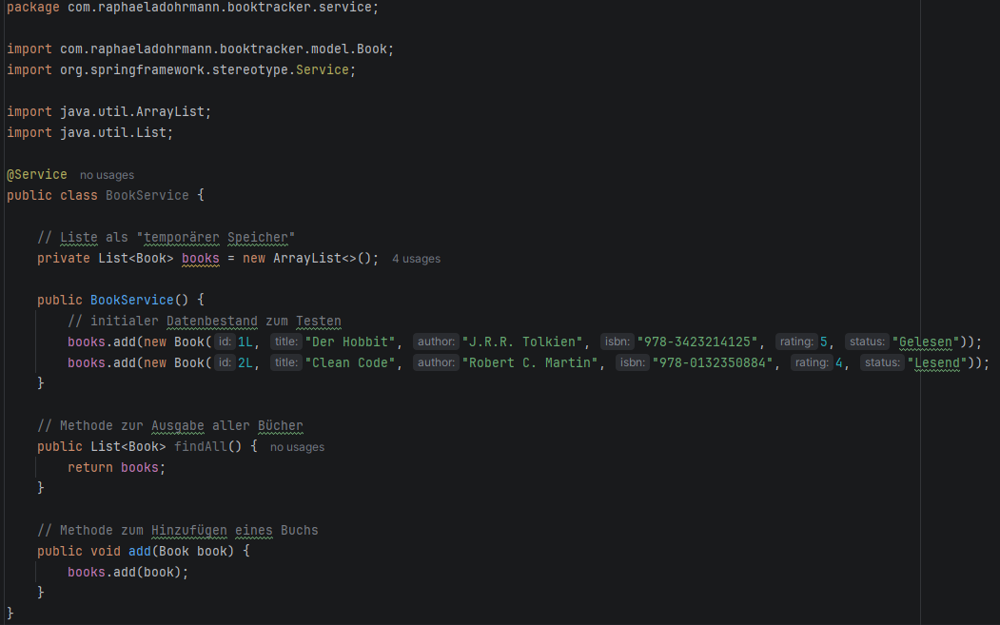 package com.raphaeladohrmann.booktracker.service;
import com.raphaeladohrmann.booktracker.model.Book;
import org.springframework.stereotype.Service;
import java.util.ArrayList;
import java.util.List;
@Service no usages
public class BookService {
// Liste als "temporärer Speicher"
private List<Book> books = new ArrayList<>(); 4 usages
public BookService() {
// initialer Datenbestand zum Testen
books.add(new Book( id: 1L, title: "Der Hobbit", author: "J.R.R. Tolkien", isbn: "978-3423214125", rating: 5, status: "Gelesen"));
books.add(new Book( id: 2L, title: "Clean Code", author: "Robert C. Martin", isbn: "978-0132350884", rating: 4, status: "Lesend"));
}
// Methode zur Ausgabe aller Bücher
public List<Book> findAll() { no usages
return books;
}
// Methode zum Hinzufügen eines Buchs
public void add(Book book) {
books.add(book);
}
}